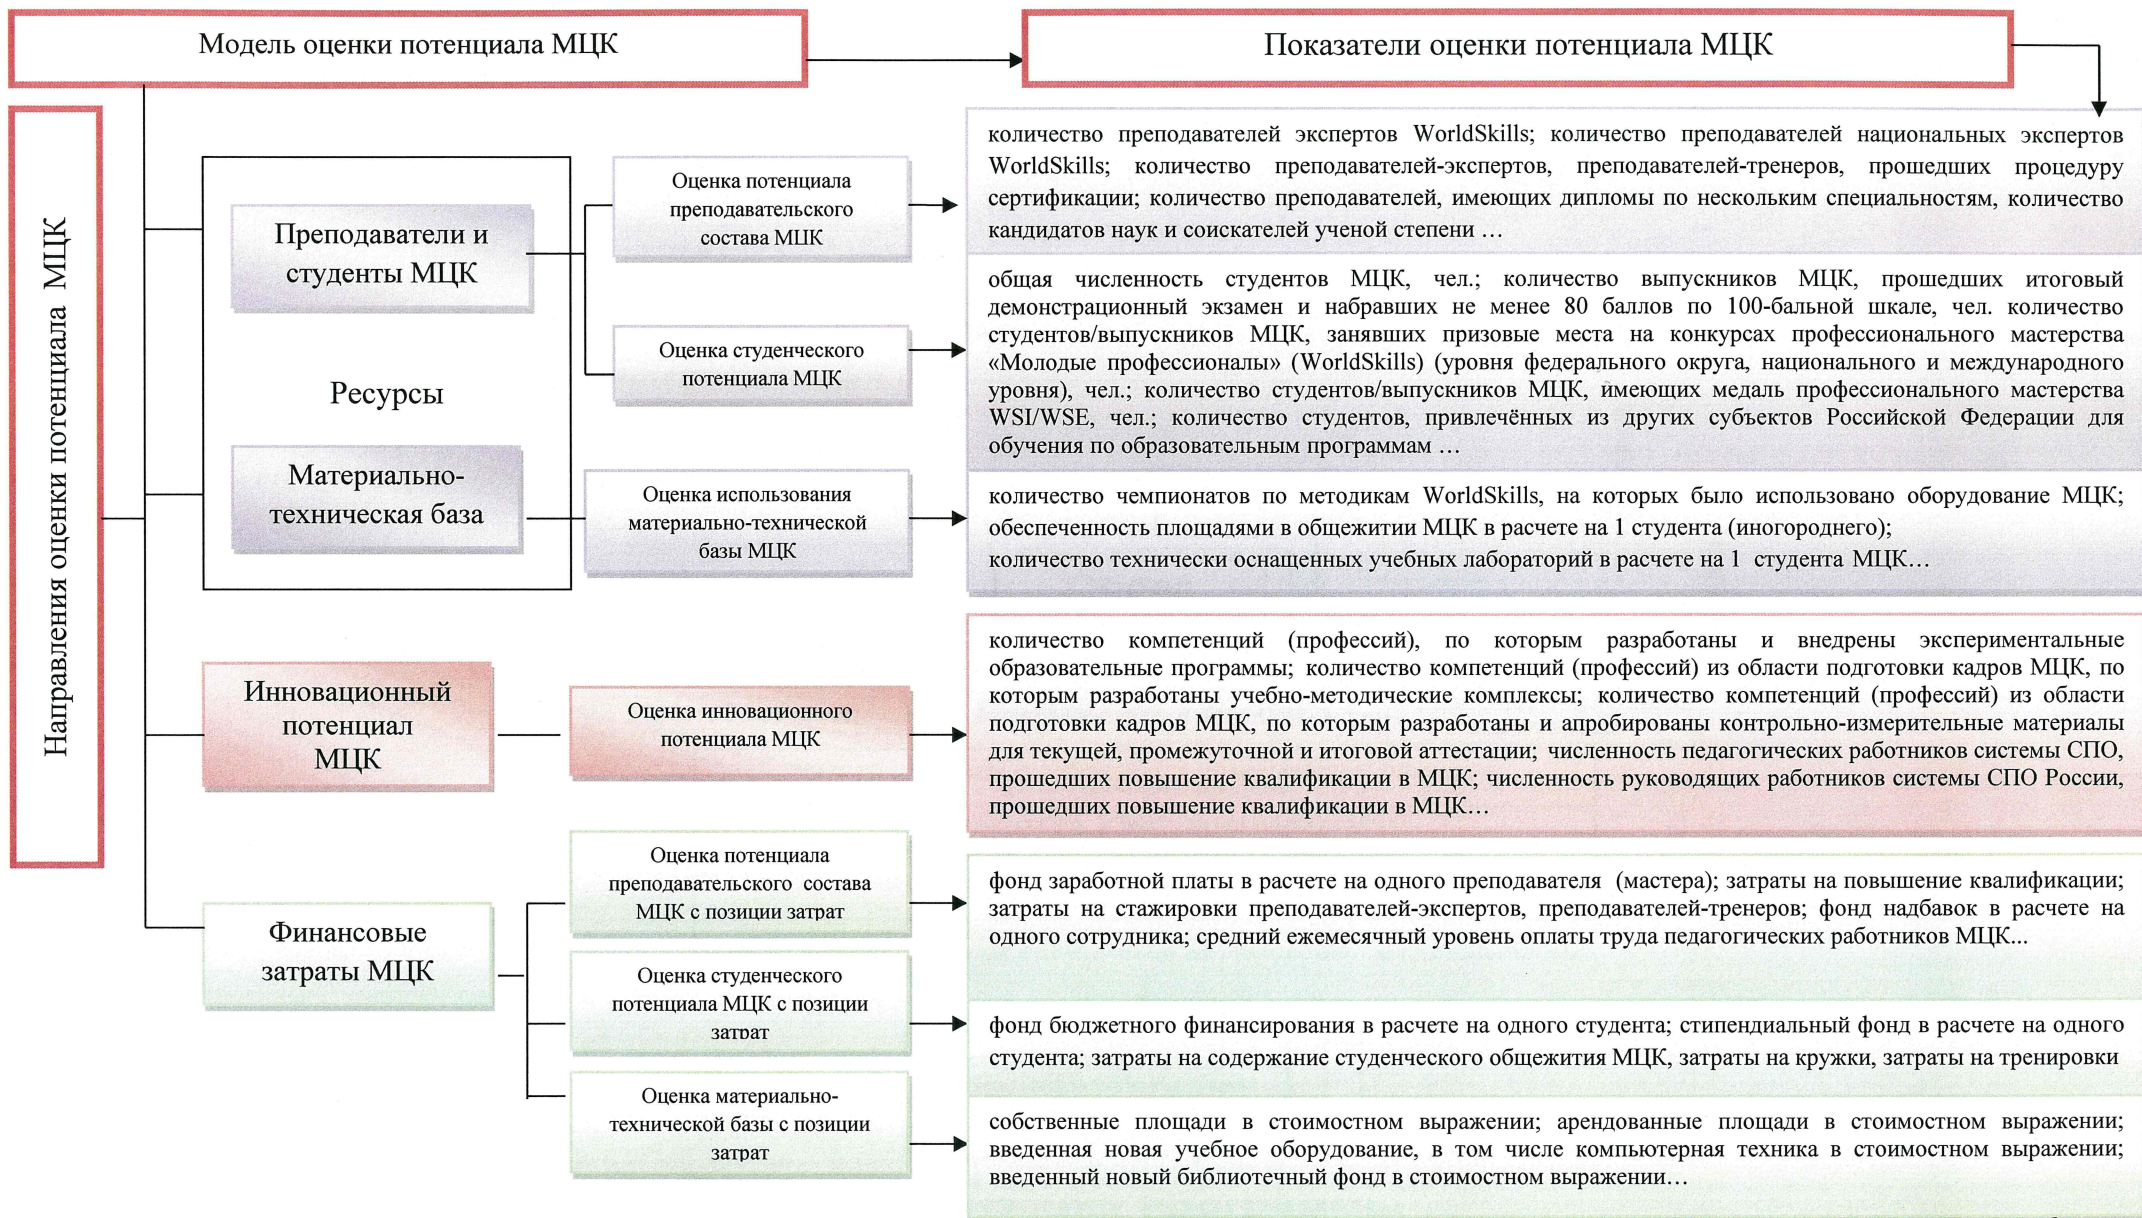 Модель оценки потенциала МЦК
Показатели оценки потенциала МЦК
Направления оценки потенциала МЦК
Преподаватели и
студенты МЦК
Ресурсы
Материально-
техническая база
Оценка потенциала
преподавательского
состава МЦК
количество преподавателей экспертов WorldSkills; количество преподавателей национальных экспертов
WorldSkills; количество преподавателей-экспертов, преподавателей-тренеров, прошедших процедуру
сертификации; количество преподавателей, имеющих дипломы по нескольким специальностям, количество
кандидатов наук и соискателей ученой степени …
Оценка студенческого
потенциала МЦК
общая численность студентов МЦК, чел.; количество выпускников МЦК, прошедших итоговый
демонстрационный экзамен и набравших не менее 80 баллов по 100-бальной шкале, чел. количество
студентов/выпускников МЦК, занявших призовые места на конкурсах профессионального мастерства
«Молодые профессионалы» (WorldSkills) (уровня федерального округа, национального и международного
уровня), чел.; количество студентов/выпускников МЦК, имеющих медаль профессионального мастерства
WSI/WSE, чел.; количество студентов, привлечённых из других субъектов Российской Федерации для
обучения по образовательным программам …
Оценка использования
материально-технической
базы МЦК
количество чемпионатов по методикам WorldSkills, на которых было использовано оборудование МЦК;
обеспеченность площадями в общежитии МЦК в расчете на 1 студента (иногороднего);
количество технически оснащенных учебных лабораторий в расчете на 1 студента МЦК…
Инновационный
потенциал
МЦК
Оценка инновационного
потенциала МЦК
количество компетенций (профессий), по которым разработаны и внедрены экспериментальные
образовательные программы; количество компетенций (профессий) из области подготовки кадров МЦК, по
которым разработаны учебно-методические комплексы; количество компетенций (профессий) из области
подготовки кадров МЦК, по которым разработаны и апробированы контрольно-измерительные материалы
для текущей, промежуточной и итоговой аттестации; численность педагогических работников системы СПО,
прошедших повышение квалификации в МЦК; численность руководящих работников системы СПО России,
прошедших повышение квалификации в МЦК…
Финансовые
затраты МЦК
Оценка потенциала
преподавательского состава
МЦК с позиции затрат
фонд заработной платы в расчете на одного преподавателя (мастера); затраты на повышение квалификации;
затраты на стажировки преподавателей-экспертов, преподавателей-тренеров; фонд надбавок в расчете на
одного сотрудника; средний ежемесячный уровень оплаты труда педагогических работников МЦК...
Оценка студенческого
потенциала МЦК с позиции
затрат
фонд бюджетного финансирования в расчете на одного студента; стипендиальный фонд в расчете на одного
студента; затраты на содержание студенческого общежития МЦК, затраты на кружки, затраты на тренировки
Оценка материально-
технической базы с позиции
затрат
собственные площади в стоимостном выражении; арендованные площади в стоимостном выражении;
введенная новая учебное оборудование, в том числе компьютерная техника в стоимостном выражении;
введенный новый библиотечный фонд в стоимостном выражении…